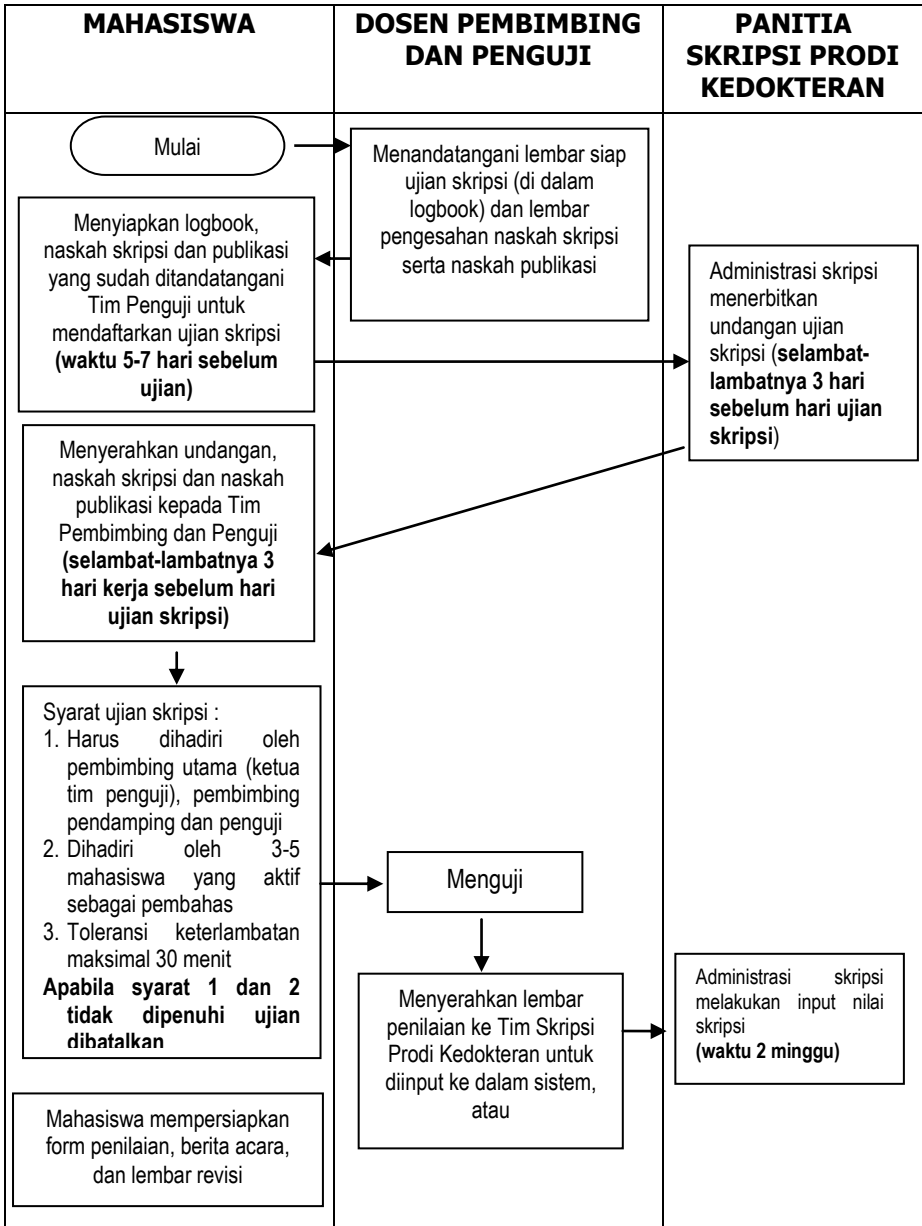 MAHASISWA
DOSEN PEMBIMBING
DAN PENGUJI
PANITIA
SKRIPSI PRODI
KEDOKTERAN
Mulai
Menandatangani lembar siap
ujian skripsi (di dalam
logbook) dan lembar
pengesahan naskah skripsi
serta naskah publikasi
Menyiapkan logbook,
naskah skripsi dan publikasi
yang sudah ditandatangani
Tim Penguji untuk
mendaftarkan ujian skripsi
(waktu 5-7 hari sebelum
ujian)
Administrasi skripsi
menerbitkan
undangan ujian
skripsi (selambat-
lambatnya 3 hari
sebelum hari ujian
skripsi)
Menyerahkan undangan,
naskah skripsi dan naskah
publikasi kepada Tim
Pembimbing dan Penguji
(selambat-lambatnya 3
hari kerja sebelum hari
ujian skripsi)
Syarat ujian skripsi :
1. Harus dihadiri oleh
pembimbing utama (ketua
tim penguji), pembimbing
pendamping dan penguji
2. Dihadiri oleh 3-5
mahasiswa yang aktif
sebagai pembahas
3. Toleransi keterlambatan
maksimal 30 menit
Apabila syarat 1 dan 2
tidak dipenuhi ujian
dibatalkan
Menguji
Menyerahkan lembar
penilaian ke Tim Skripsi
Prodi Kedokteran untuk
diinput ke dalam sistem,
atau
Administrasi skripsi
melakukan input nilai
skripsi
(waktu 2 minggu)
Mahasiswa mempersiapkan
form penilaian, berita acara,
dan lembar revisi